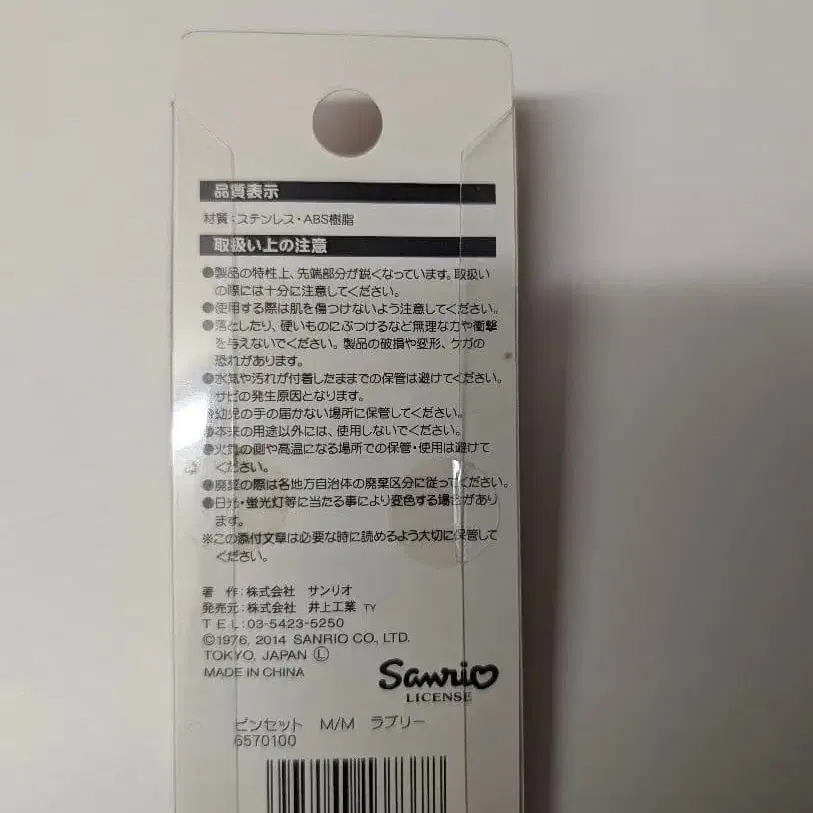 品質表示
材質:ステンレス・ABS樹脂
取扱い上の注意
●製品の特性上、先端部分が鋭くなっています。取扱い
の際には十分に注意してください。
●使用する際は肌を傷つけないよう注意してください。
●落としたり、硬いものにぶつけるなど無理な力や衝撃
を与えないでください。製品の破損や変形、ケガの
恐れがあります。
●水気や汚れが付着したままでの保管は避けてください。
サビの発生原因となります。
●幼児の手の届かない場所に保管してください。
●本来の用途以外には、使用しないでください。
●火気の側や高温になる場所での保管・使用は避けて
ください。
●廃棄の際は各地方自治体の廃棄区分に従ってください。
●日光・蛍光灯等に当たる事により変色する場合があり
ます。
※この添付文章は必要な時に読めるよう大切に保管して
ください。
著 作:株式会社 サンリオ
発売元:株式会社 井上工業 TY
TEL:03-5423-5250
©1976, 2014 SANRIO CO., LTD.
TOKYO, JAPAN Ⓛ
MADE IN CHINA
Sanrio
LICENSE
ピンセット M/M ラブリー
6570100